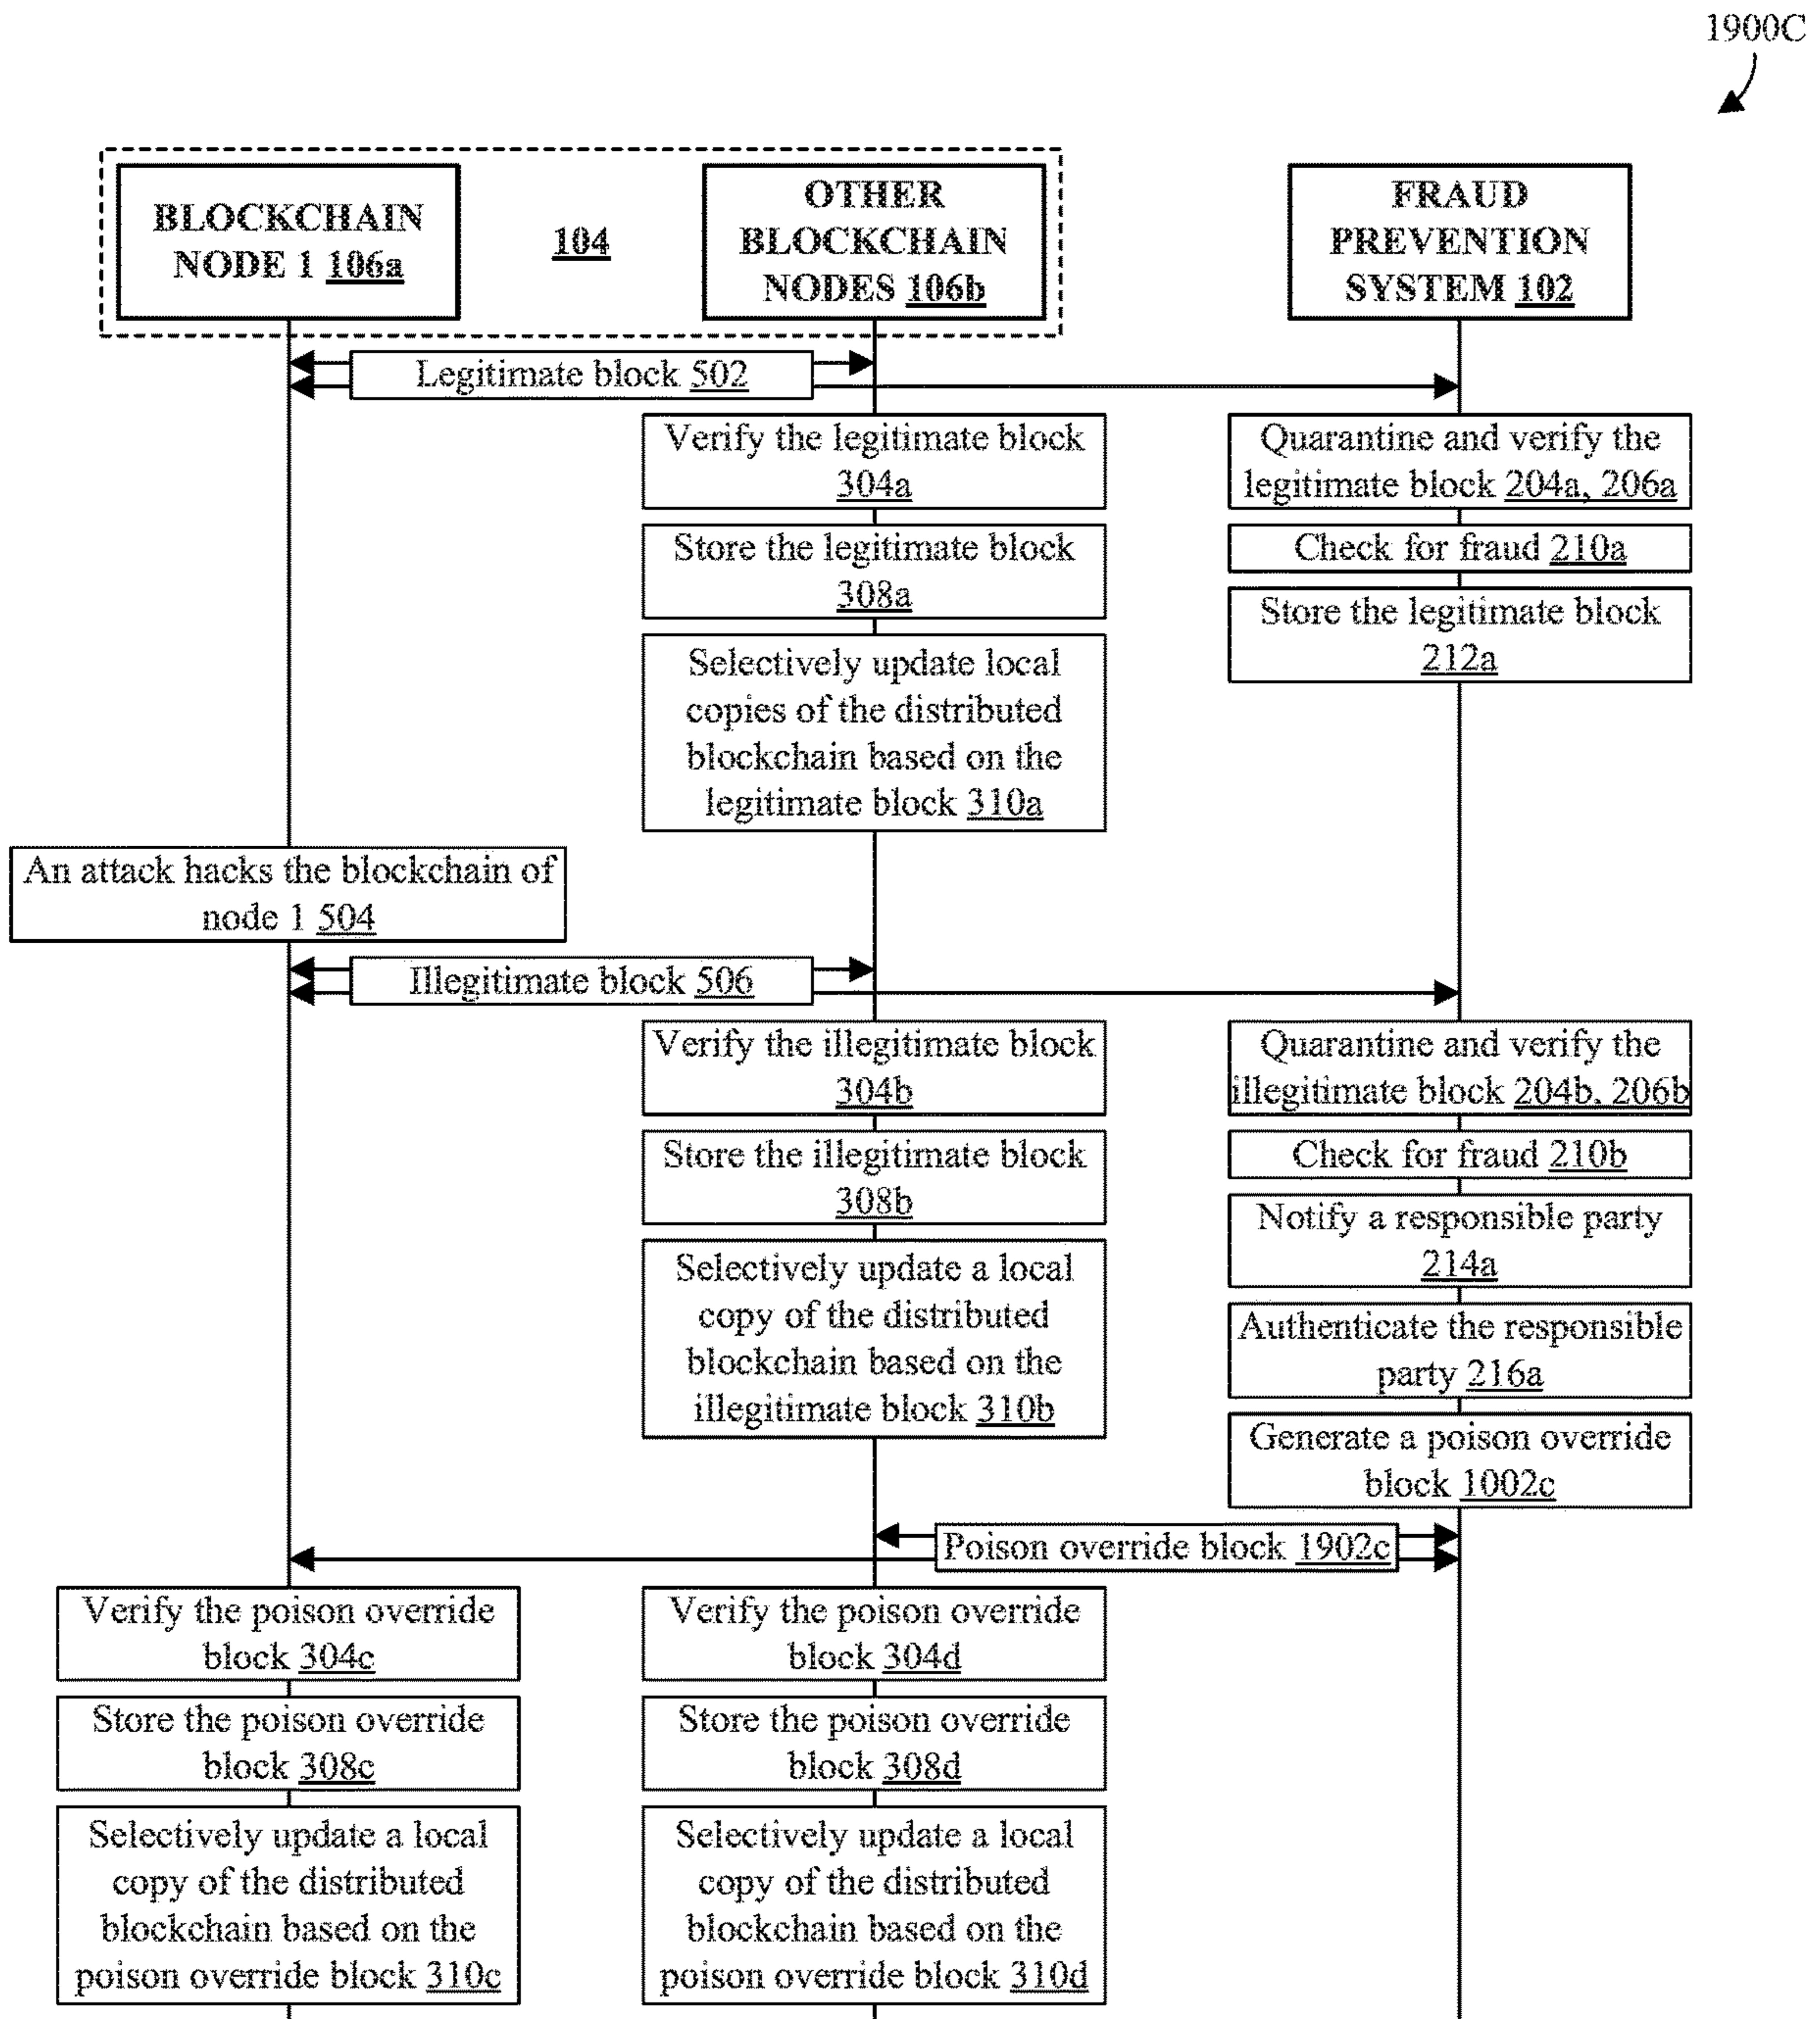 1900C
BLOCKCHAIN
NODE 1 106a
104
OTHER
BLOCKCHAIN
NODES 106b
FRAUD
PREVENTION
SYSTEM 102
Legitimate block 502
Verify the legitimate block
304a
Quarantine and verify the
legitimate block 204a, 206a
Store the legitimate block
308a
Check for fraud 210a
Store the legitimate block
212a
Selectively update local
copies of the distributed
blockchain based on the
legitimate block 310a
An attack hacks the blockchain of
node 1 504
Illegitimate block 506
Verify the illegitimate block
304b
Quarantine and verify the
illegitimate block 204b, 206b
Store the illegitimate block
308b
Check for fraud 210b
Notify a responsible party
214a
Selectively update a local
copy of the distributed
blockchain based on the
illegitimate block 310b
Authenticate the responsible
party 216a
Generate a poison override
block 1002c
Poison override block 1902c
Verify the poison override
block 304c
Verify the poison override
block 304d
Store the poison override
block 308c
Store the poison override
block 308d
Selectively update a local
copy of the distributed
blockchain based on the
poison override block 310c
Selectively update a local
copy of the distributed
blockchain based on the
poison override block 310d